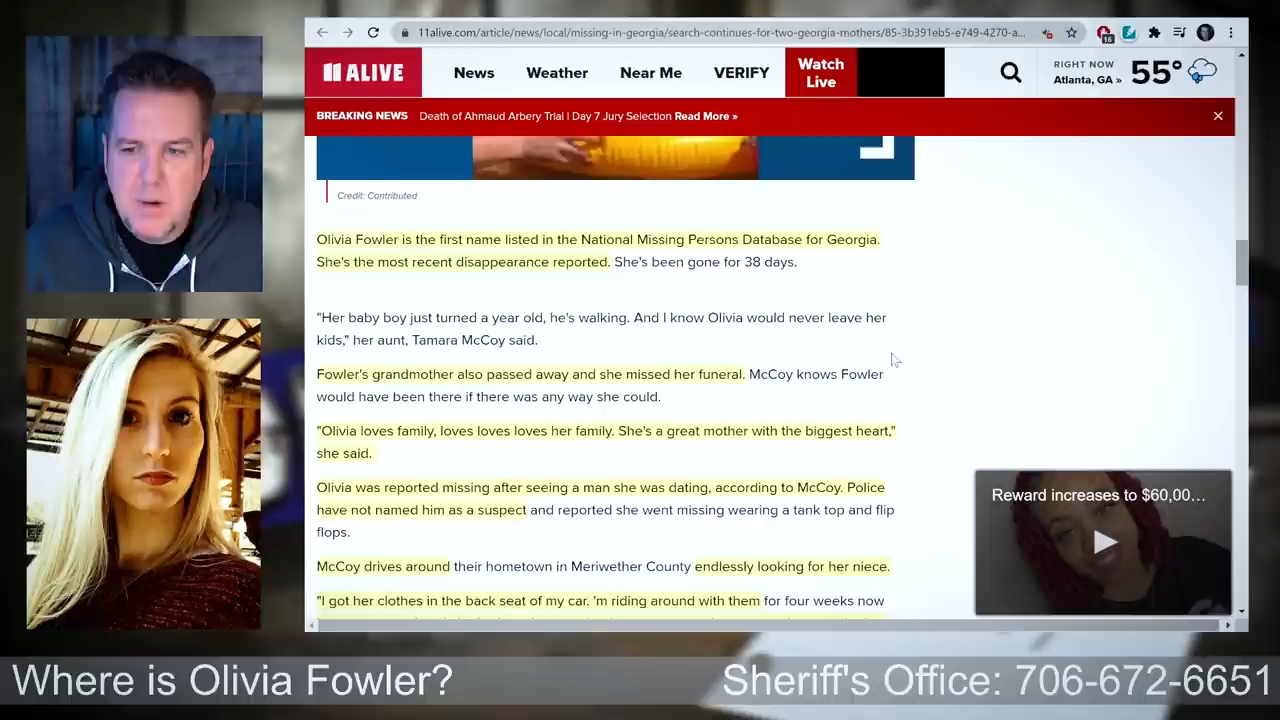 11alive.com/article/news/local/missing-in-georgia/search-continues-for-two-georgia-mothers/85-3b391eb5-e749-4270-a...
16
11 ALIVE
News
Weather
Near Me
VERIFY
Watch
Live
RIGHT NOW
Atlanta, GA »
55°
BREAKING NEWS Death of Ahmaud Arbery Trial | Day 7 Jury Selection Read More »
Credit: Contributed
Olivia Fowler is the first name listed in the National Missing Persons Database for Georgia.
She's the most recent disappearance reported. She's been gone for 38 days.
"Her baby boy just turned a year old, he's walking. And I know Olivia would never leave her
kids," her aunt, Tamara McCoy said.
Fowler's grandmother also passed away and she missed her funeral. McCoy knows Fowler
would have been there if there was any way she could.
"Olivia loves family, loves loves loves her family. She's a great mother with the biggest heart,"
she said.
Olivia was reported missing after seeing a man she was dating, according to McCoy. Police
have not named him as a suspect and reported she went missing wearing a tank top and flip
flops.
McCoy drives around their hometown in Meriwether County endlessly looking for her niece.
"I got her clothes in the back seat of my car. 'm riding around with them for four weeks now
Reward increases to $60,00...
Where is Olivia Fowler?
Sheriff's Office: 706-672-6651